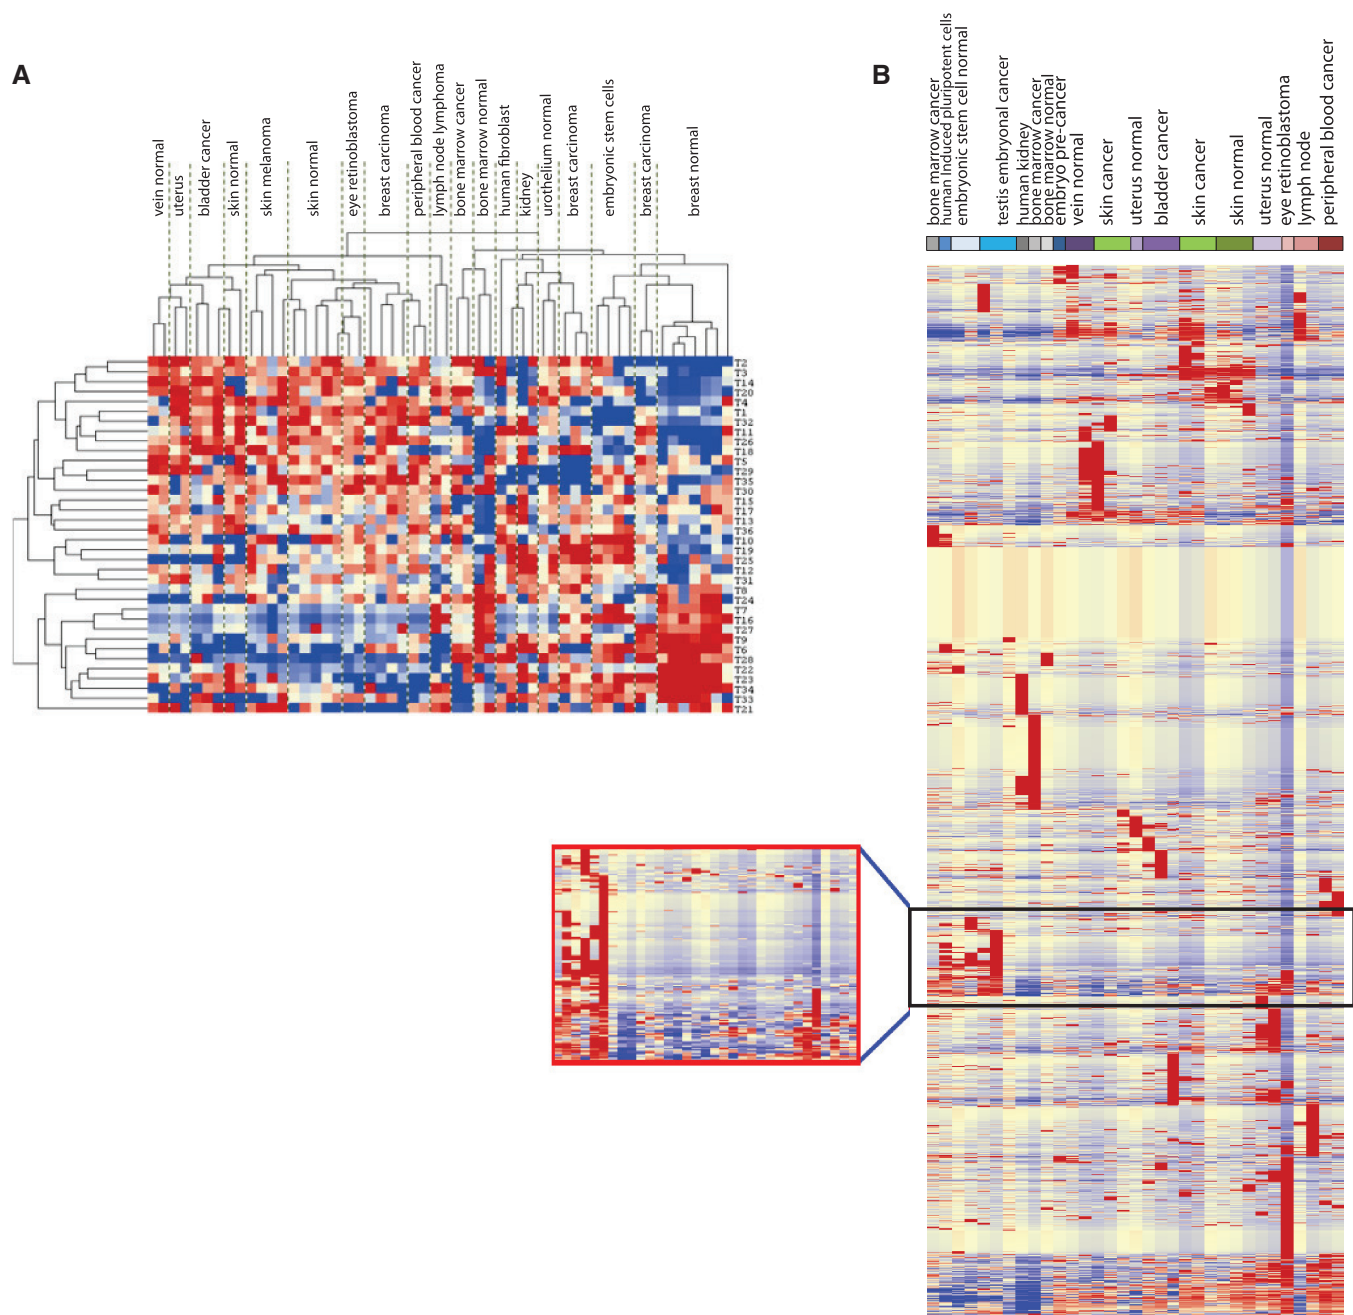 A
vein normal
uterus
bladder cancer
skin normal
skin melanoma
skin normal
eye retinoblastoma
breast carcinoma
peripheral blood cancer
lymph node lymphoma
bone marrow cancer
bone marrow normal
human fibroblast
kidney
urothelium normal
breast carcinoma
embryonic stem cells
breast carcinoma
breast normal
T2
T3
T14
T20
T4
T1
T32
T11
T26
T18
T5
T29
T35
T30
T15
T17
T13
T36
T10
T19
T25
T12
T31
T8
T24
T7
T16
T27
T9
T6
T28
T22
T23
T34
T33
T21
B
bone marrow cancer
human Induced pluripotent cells
embryonic stem cell normal
testis embryonal cancer
human kidney
bone marrow cancer
bone marrow normal
embryo pre-cancer
vein normal
skin cancer
uterus normal
bladder cancer
skin cancer
skin normal
uterus normal
eye retinoblastoma
lymph node
peripheral blood cancer